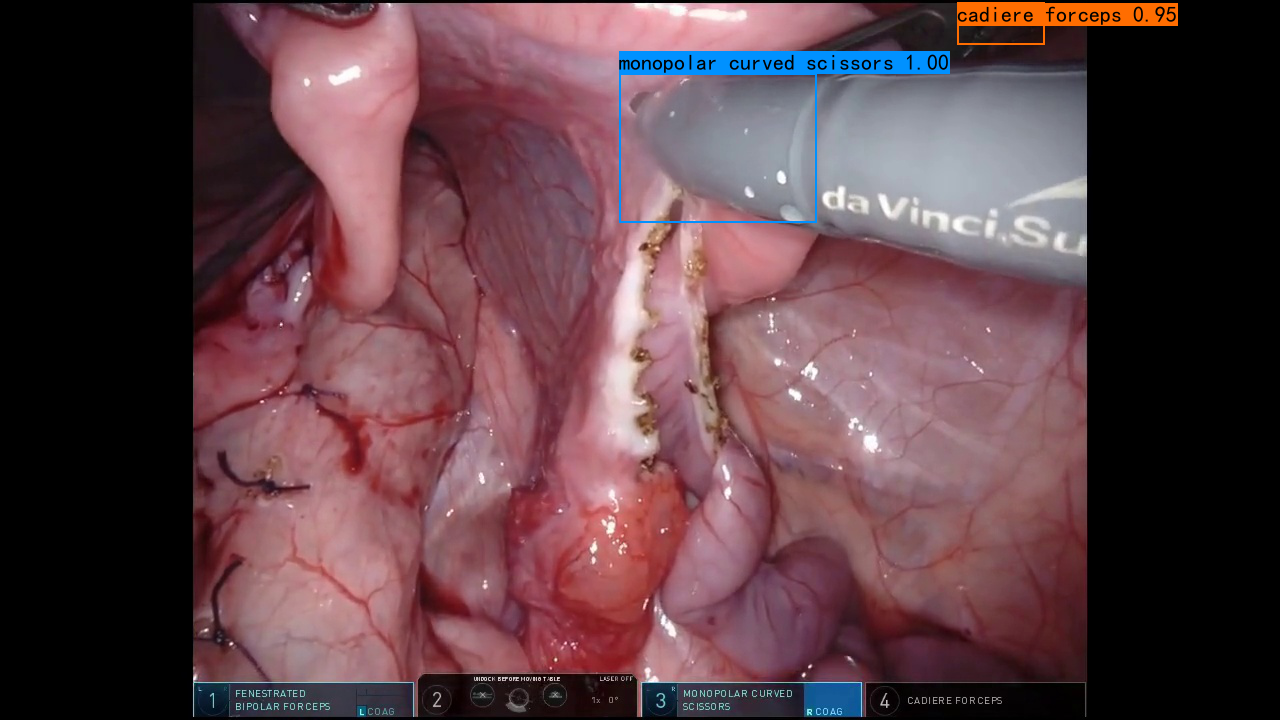 cadiere forceps 0.95
monopolar curved scissors 1.00
da Vinci.Su
1
FENESTRATED
BIPOLAR FORCEPS
L COAG
2
UNDOCK BEFORE MOVING TABLE
LASER OFF
1x 0°
3
MONOPOLAR CURVED
SCISSORS
R COAG
4
CADIERE FORCEPS